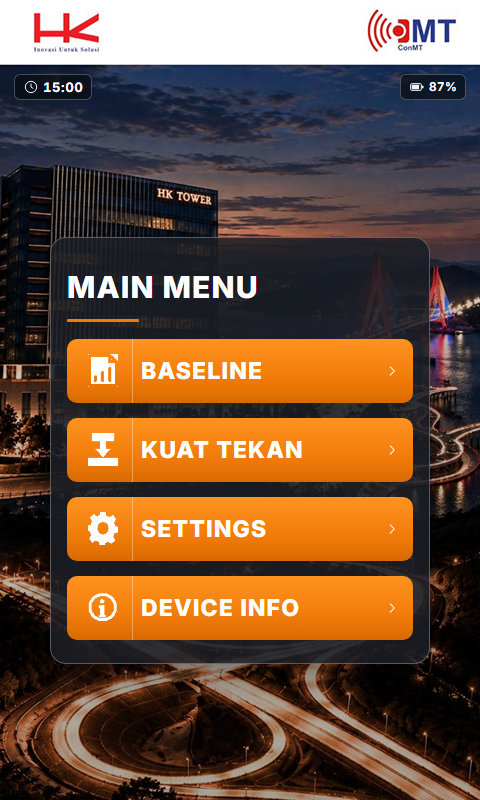 HK
Inovasi Untuk Solusi
MT
ConMT
15:00
87%
HK TOWER
MAIN MENU
BASELINE
KUAT TEKAN
SETTINGS
DEVICE INFO